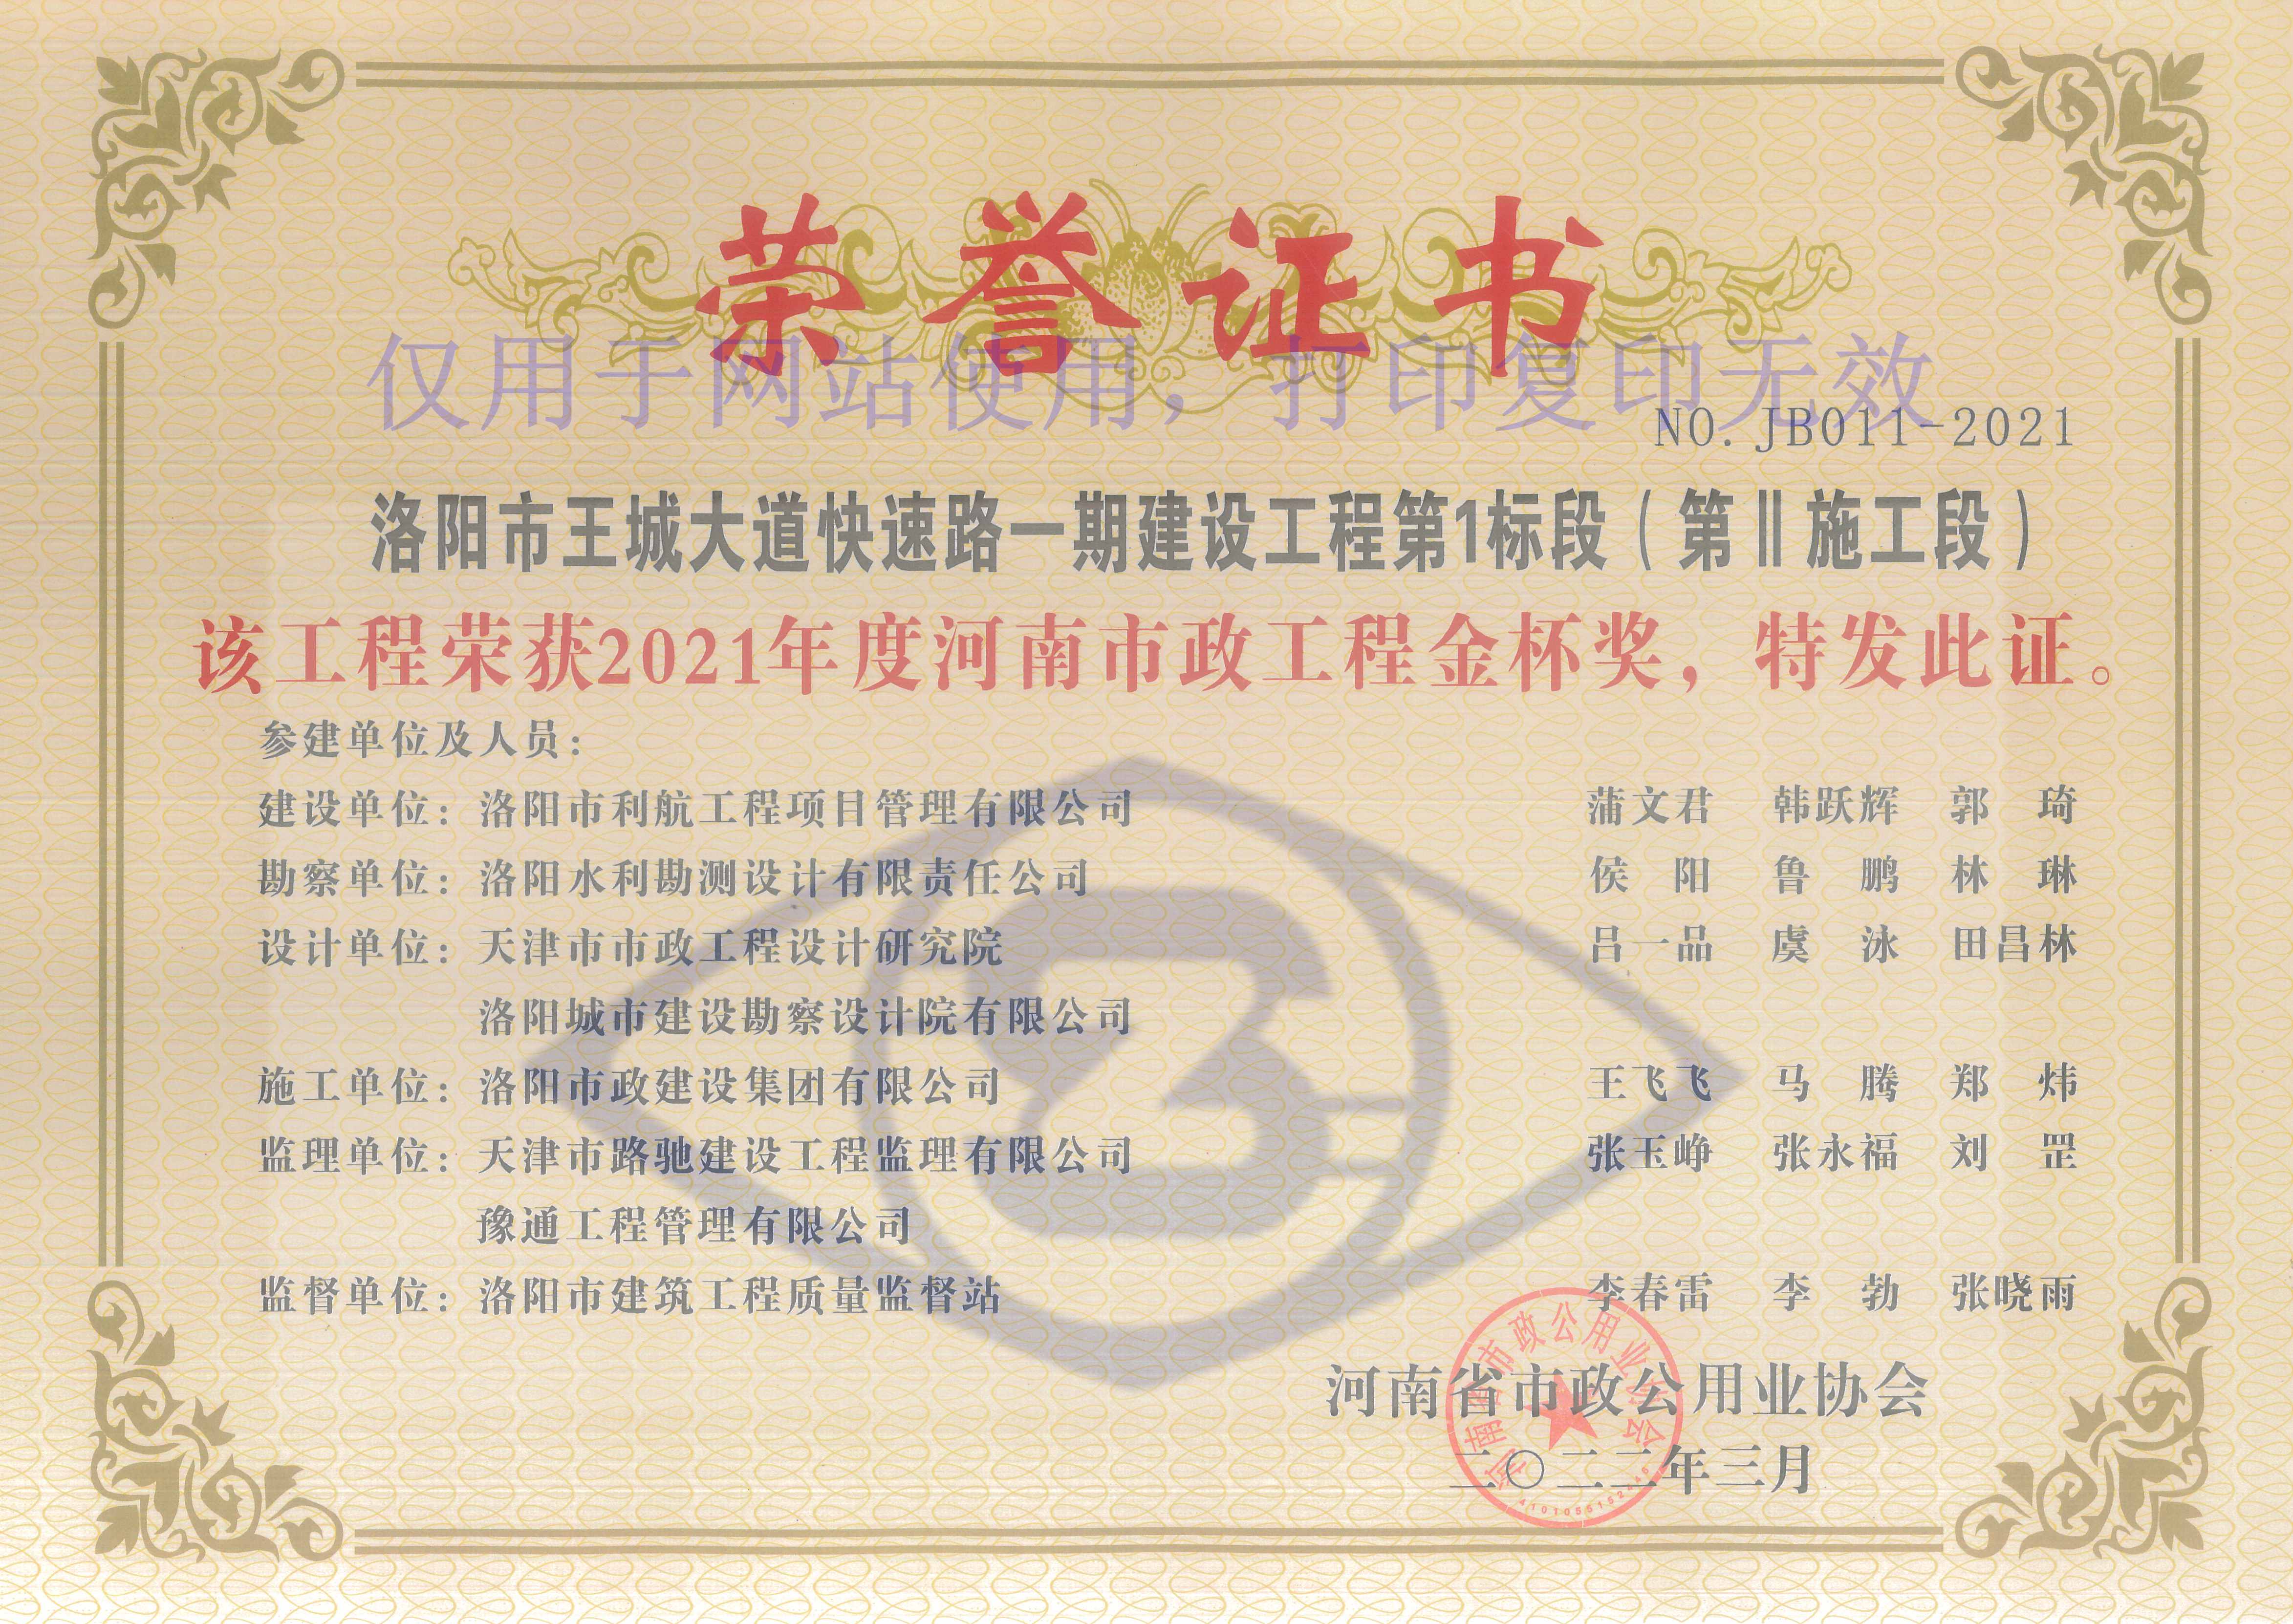 荣誉证书
仅用于网站使用，打印复印无效
NO.JB011-2021
洛阳市王城大道快速路一期建设工程第1标段（第Ⅱ施工段）
该工程荣获2021年度河南市政工程金杯奖，特发此证。
参建单位及人员：
建设单位：洛阳市利航工程项目管理有限公司 蒲文君 韩跃辉 郭 琦
勘察单位：洛阳水利勘测设计有限责任公司 侯 阳 鲁 鹏 林 琳
设计单位：天津市市政工程设计研究院 吕一品 虞 泳 田昌林
洛阳城市建设勘察设计院有限公司
施工单位：洛阳市政建设集团有限公司 王飞飞 马 腾 郑 炜
监理单位：天津市路驰建设工程监理有限公司 张玉峥 张永福 刘 罡
豫通工程管理有限公司
监督单位：洛阳市建筑工程质量监督站 李春雷 李 勃 张晓雨
河南省市政公用业协会
二〇二二年三月